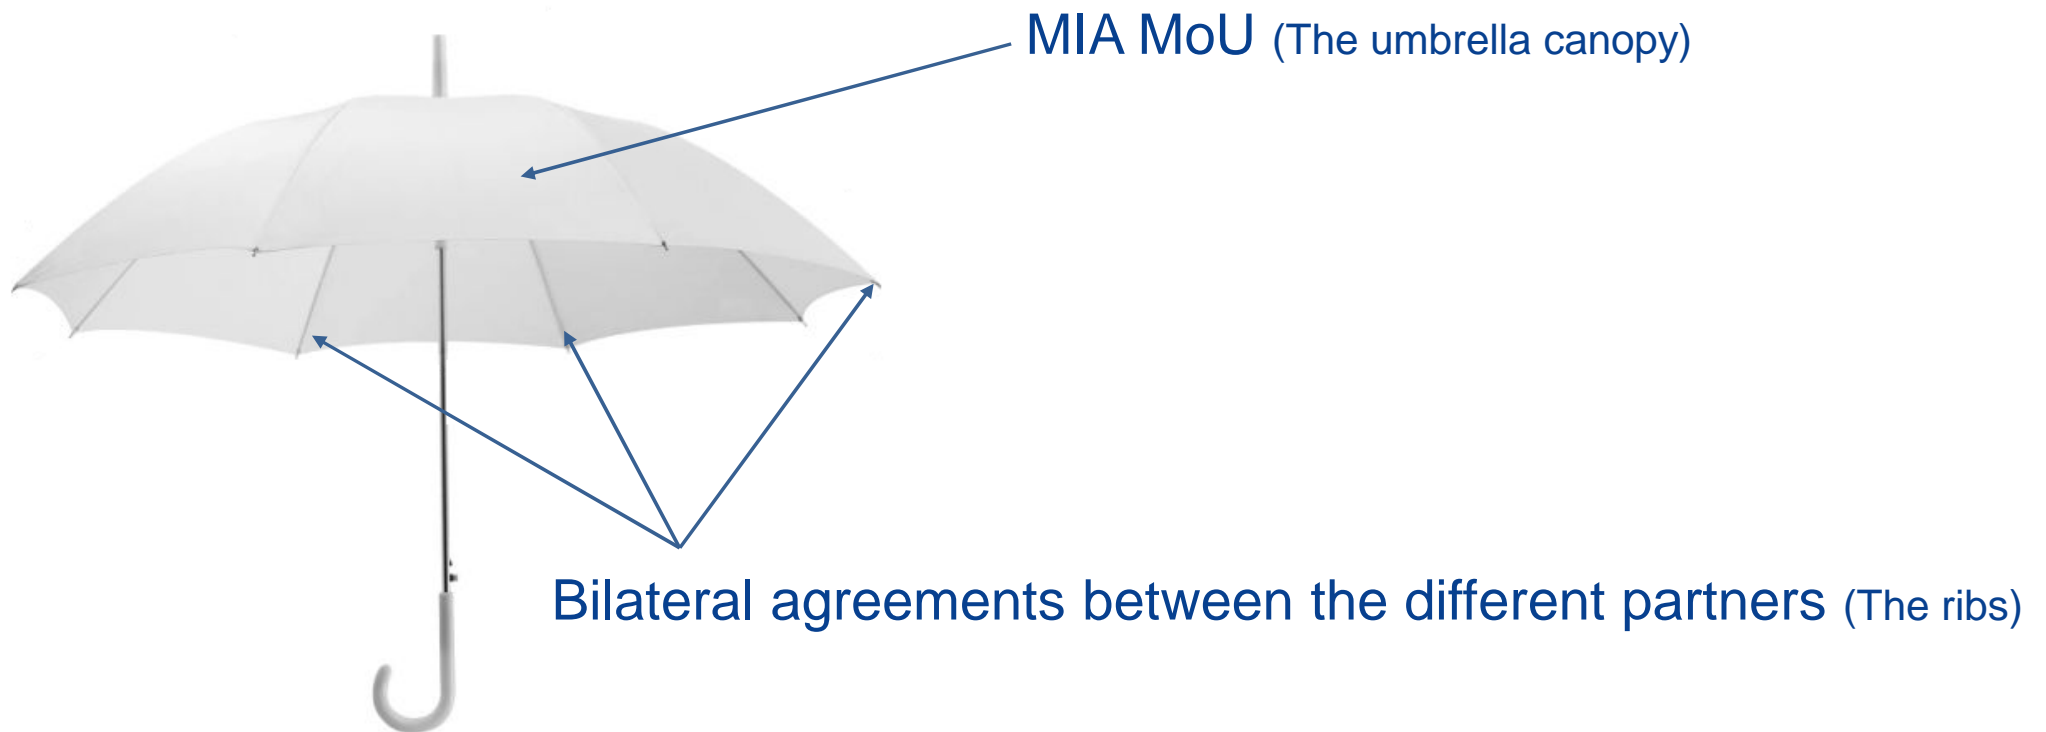 MIA MoU (The umbrella canopy)
Bilateral agreements between the different partners (The ribs)